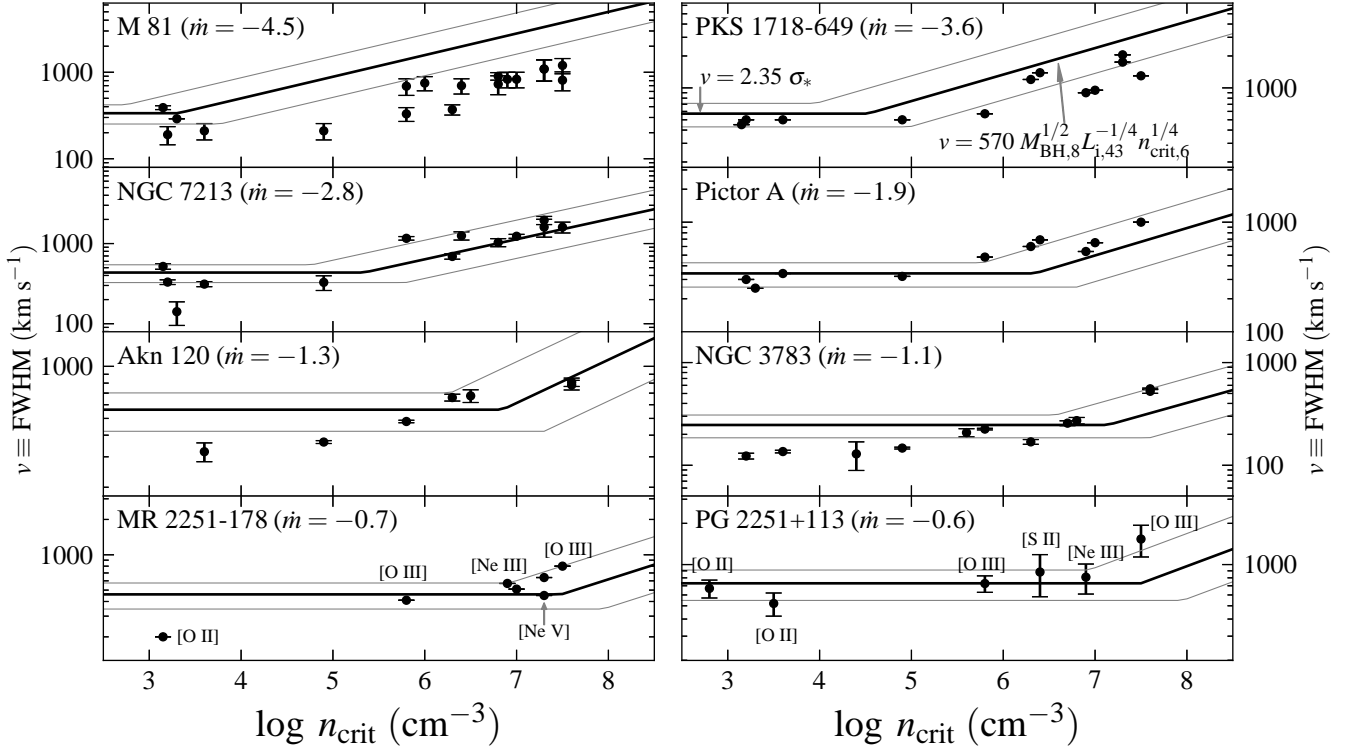 M 81 (ṁ = −4.5)
1000
100
PKS 1718-649 (ṁ = −3.6)
v = 2.35 σ*
v = 570 M_BH,8^1/2 L_i,43^−1/4 n_crit,6^1/4
1000
NGC 7213 (ṁ = −2.8)
1000
100
Pictor A (ṁ = −1.9)
1000
100
Akn 120 (ṁ = −1.3)
1000
NGC 3783 (ṁ = −1.1)
1000
100
MR 2251-178 (ṁ = −0.7)
1000
[O II]
[O III]
[Ne III]
[O III]
[Ne V]
PG 2251+113 (ṁ = −0.6)
1000
[O II]
[O II]
[O III]
[S II]
[Ne III]
[O III]
v ≡ FWHM (km s^−1)
v ≡ FWHM (km s^−1)
3 4 5 6 7 8
3 4 5 6 7 8
log n_crit (cm^−3)
log n_crit (cm^−3)